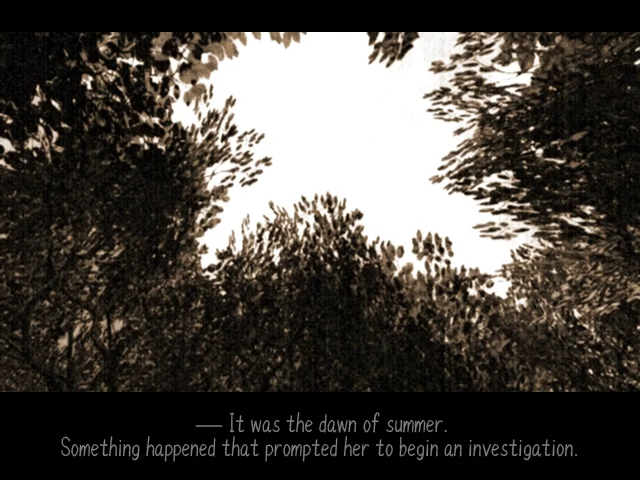 ── It was the dawn of summer.
Something happened that prompted her to begin an investigation.